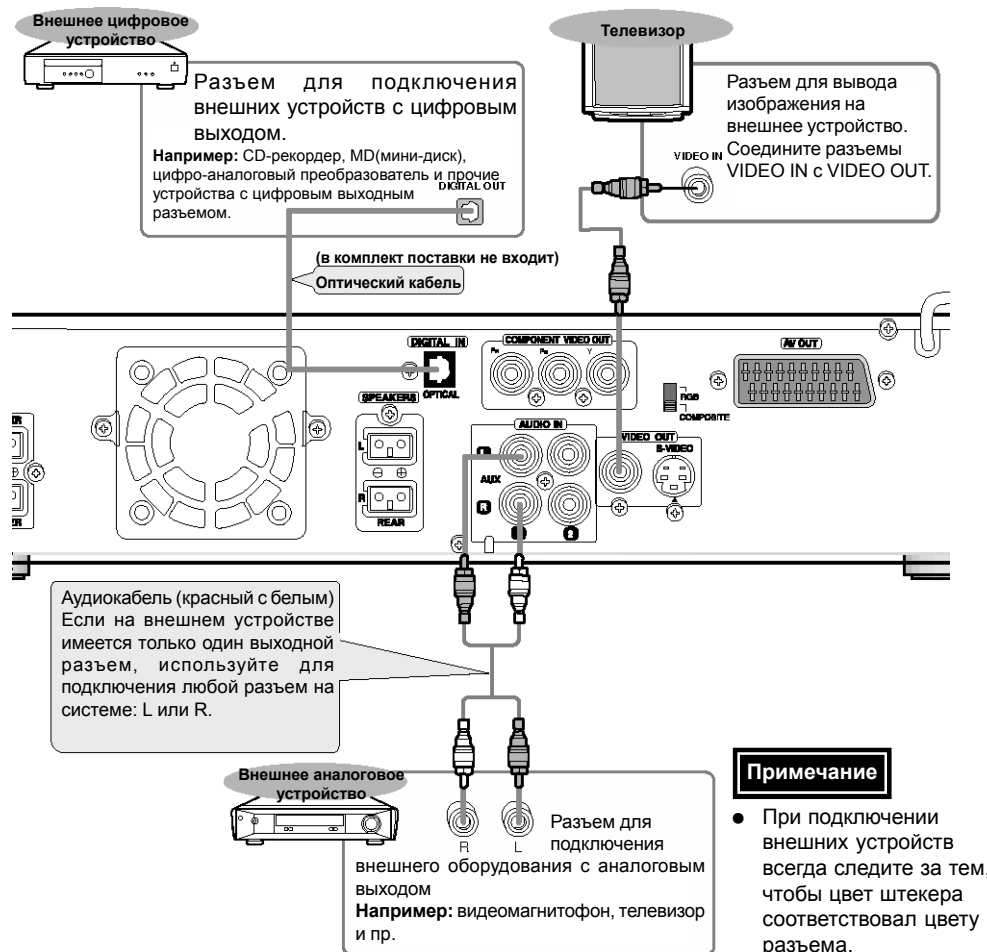 Внешнее цифровое
устройство
Разъем для подключения
внешних устройств с цифровым
выходом.
Например: CD-рекордер, MD(мини-диск),
цифро-аналоговый преобразователь и прочие
устройства с цифровым выходным
разъемом.
DIGITAL OUT
Телевизор
Разъем для вывода
изображения на
внешнее устройство.
Соедините разъемы
VIDEO IN с VIDEO OUT.
VIDEO IN
(в комплект поставки не входит)
Оптический кабель
DIGITAL IN
OPTICAL
COMPONENT VIDEO OUT
PR
PB
Y
AV OUT
RGB
COMPOSITE
SPEAKERS
L
R
REAR
AUDIO IN
AUX
R
2
VIDEO OUT
S-VIDEO
Аудиокабель (красный с белым)
Если на внешнем устройстве
имеется только один выходной
разъем, используйте для
подключения любой разъем на
системе: L или R.
Внешнее аналоговое
устройство
R
L
Разъем для
подключения
внешнего оборудования с аналоговым
выходом
Например: видеомагнитофон, телевизор
и пр.
Примечание
● При подключении
внешних устройств
всегда следите за тем,
чтобы цвет штекера
соответствовал цвету
разъема.